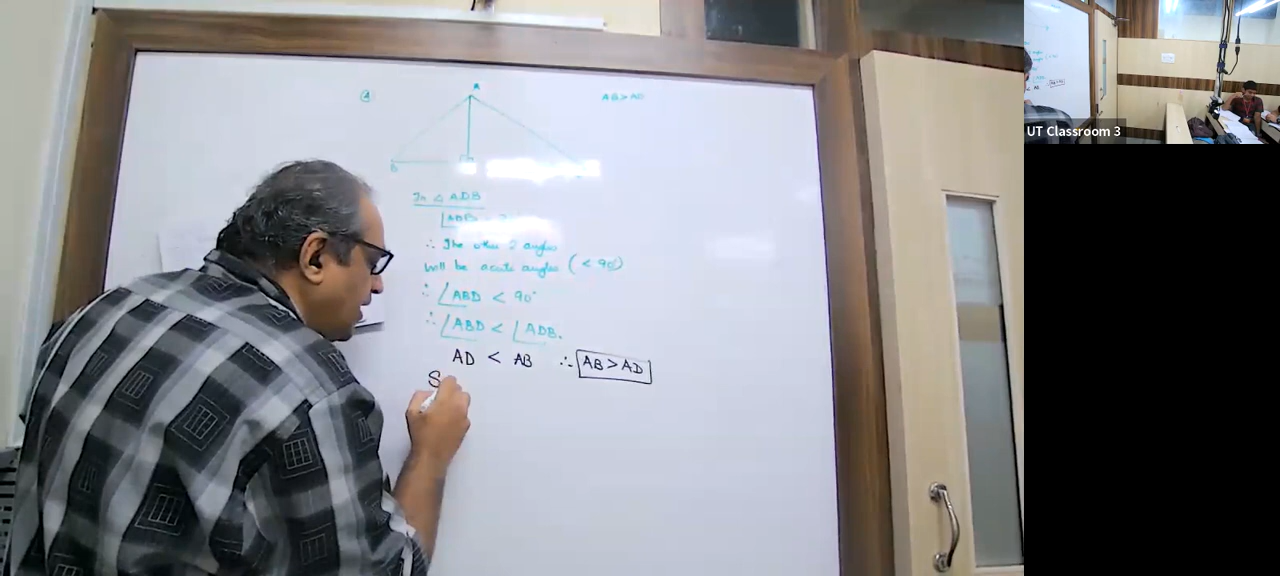 ④
A
AB > AD
B
In △ ADB
∠ADB
∴ The other 2 angles
will be acute angles (< 90°)
∴ ∠ABD < 90°
∴ ∠ABD < ∠ADB.
AD < AB ∴ AB > AD
S
UT Classroom 3